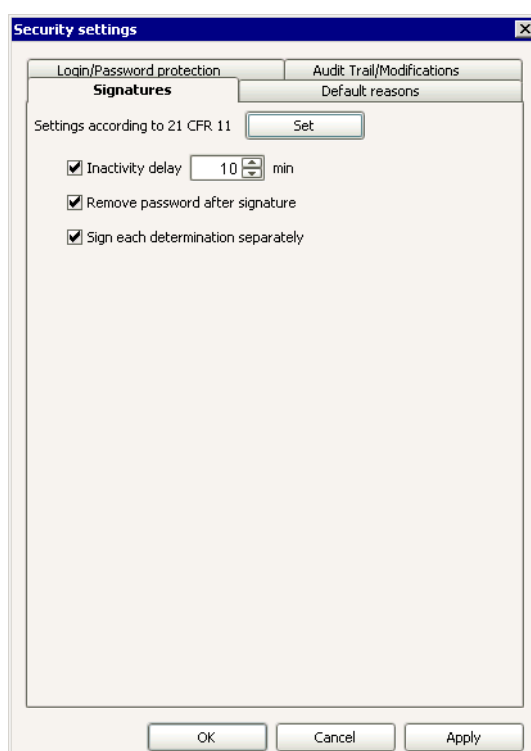 Security settings
Login/Password protection
Audit Trail/Modifications
Signatures
Default reasons
Settings according to 21 CFR 11 Set
Inactivity delay 10 min
Remove password after signature
Sign each determination separately
OK Cancel Apply